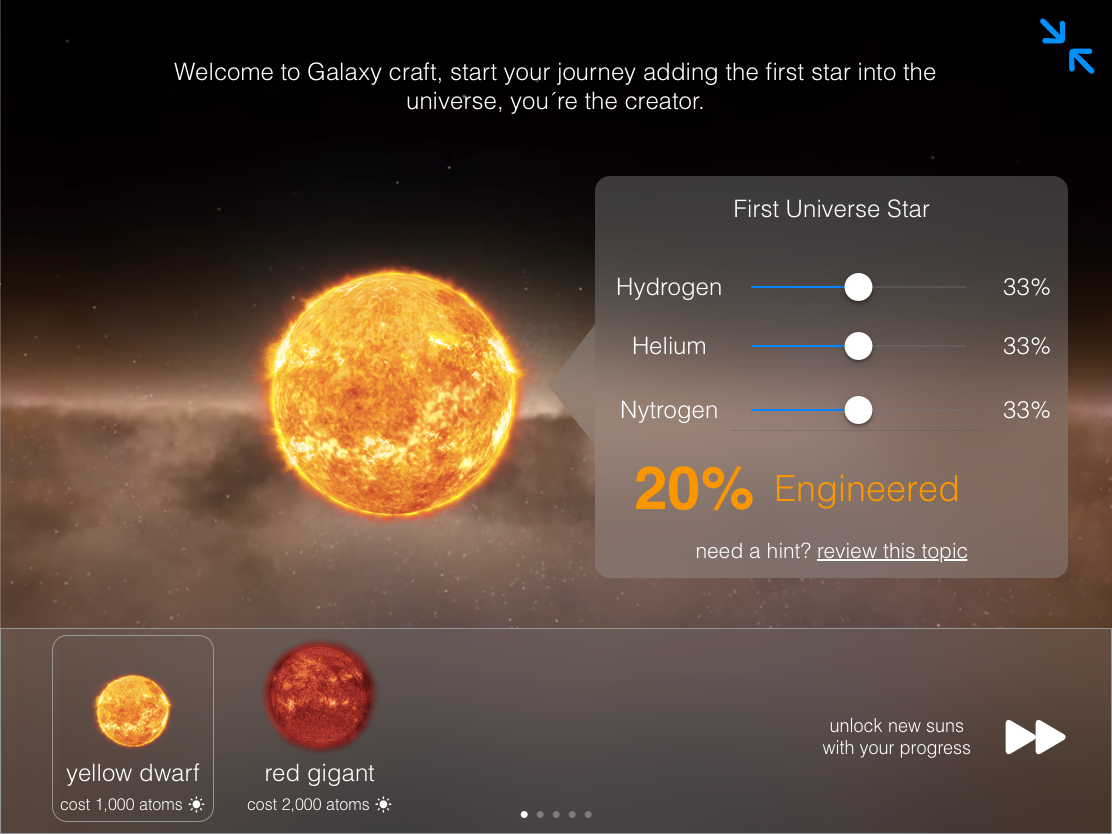 Welcome to Galaxy craft, start your journey adding the first star into the
universe, you´re the creator.
First Universe Star
Hydrogen 33%
Helium 33%
Nytrogen 33%
20% Engineered
need a hint? review this topic
yellow dwarf
cost 1,000 atoms
red gigant
cost 2,000 atoms
unlock new suns
with your progress